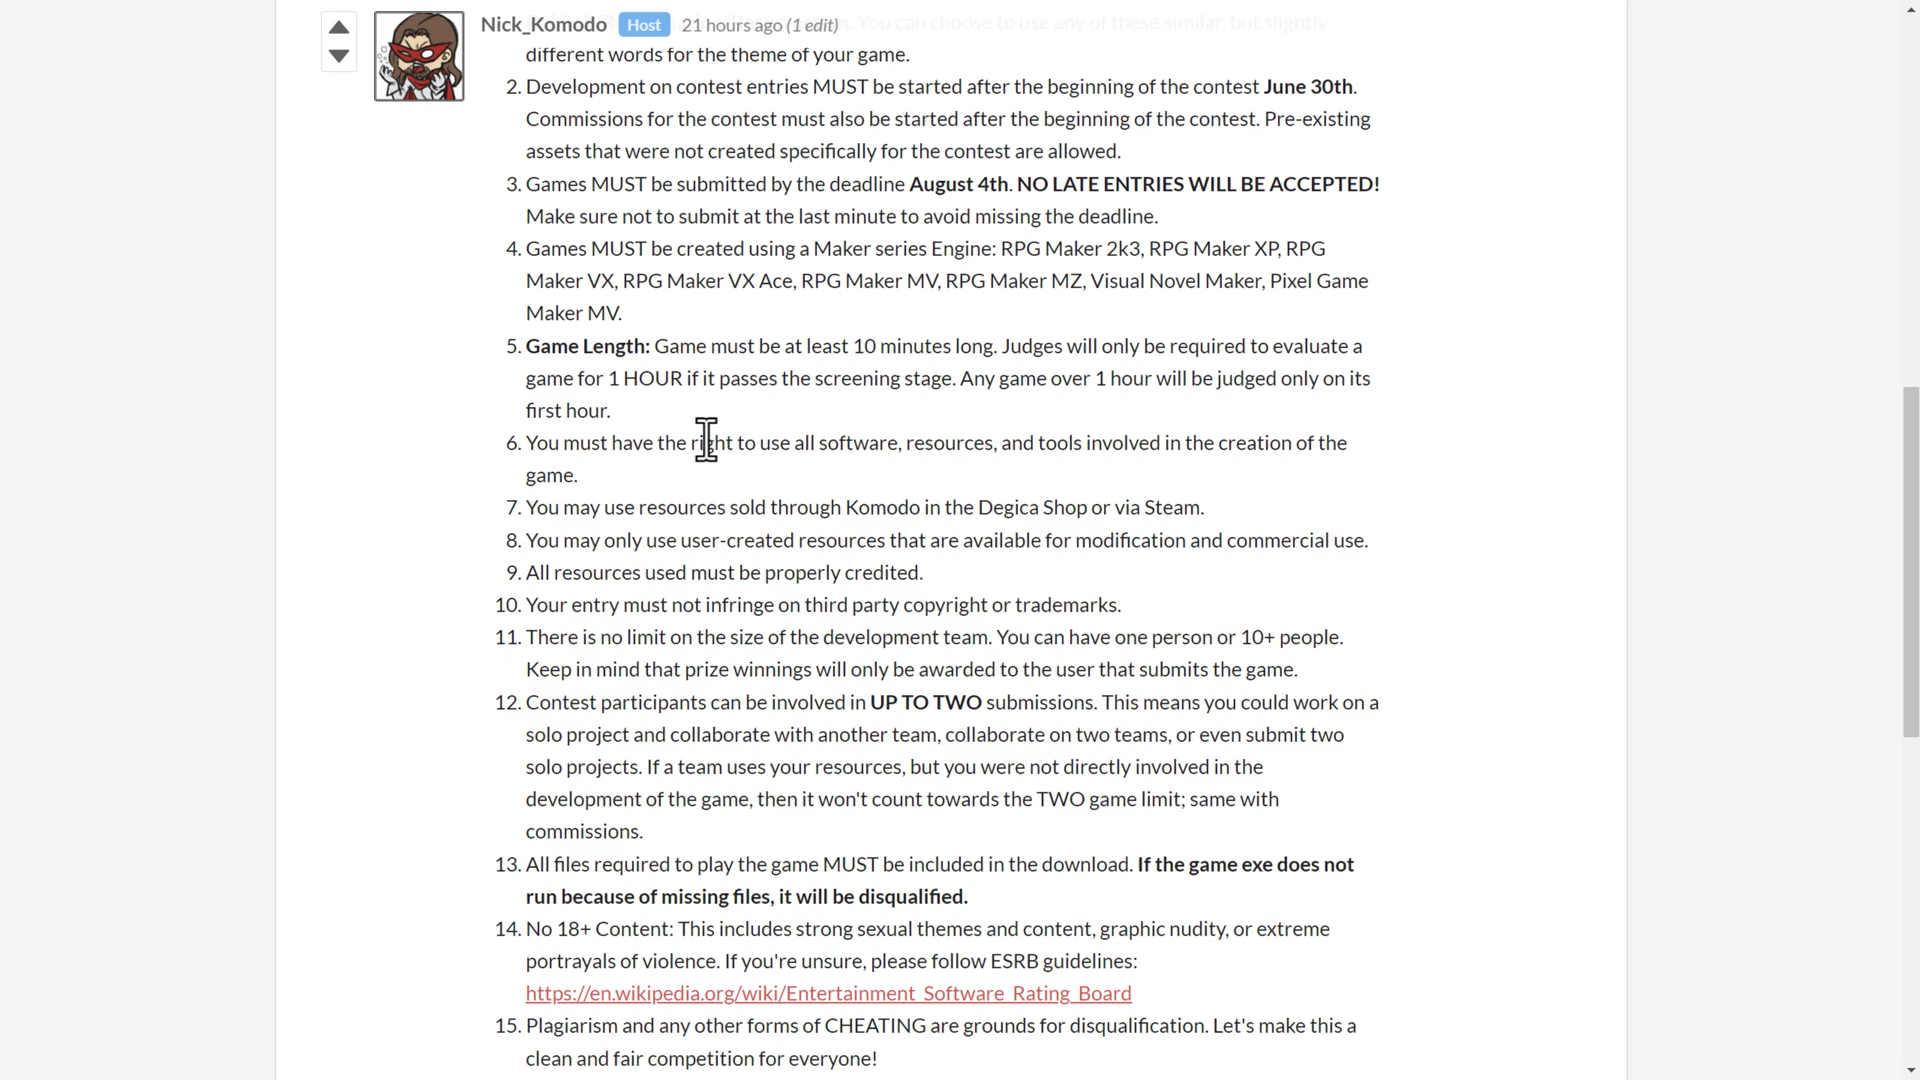 Nick_Komodo Host 21 hours ago (1 edit)
You can choose to use any of these similar, but slightly
different words for the theme of your game.
2. Development on contest entries MUST be started after the beginning of the contest June 30th.
Commissions for the contest must also be started after the beginning of the contest. Pre-existing
assets that were not created specifically for the contest are allowed.
3. Games MUST be submitted by the deadline August 4th. NO LATE ENTRIES WILL BE ACCEPTED!
Make sure not to submit at the last minute to avoid missing the deadline.
4. Games MUST be created using a Maker series Engine: RPG Maker 2k3, RPG Maker XP, RPG
Maker VX, RPG Maker VX Ace, RPG Maker MV, RPG Maker MZ, Visual Novel Maker, Pixel Game
Maker MV.
5. Game Length: Game must be at least 10 minutes long. Judges will only be required to evaluate a
game for 1 HOUR if it passes the screening stage. Any game over 1 hour will be judged only on its
first hour.
6. You must have the right to use all software, resources, and tools involved in the creation of the
game.
7. You may use resources sold through Komodo in the Degica Shop or via Steam.
8. You may only use user-created resources that are available for modification and commercial use.
9. All resources used must be properly credited.
10. Your entry must not infringe on third party copyright or trademarks.
11. There is no limit on the size of the development team. You can have one person or 10+ people.
Keep in mind that prize winnings will only be awarded to the user that submits the game.
12. Contest participants can be involved in UP TO TWO submissions. This means you could work on a
solo project and collaborate with another team, collaborate on two teams, or even submit two
solo projects. If a team uses your resources, but you were not directly involved in the
development of the game, then it won't count towards the TWO game limit; same with
commissions.
13. All files required to play the game MUST be included in the download. If the game exe does not
run because of missing files, it will be disqualified.
14. No 18+ Content: This includes strong sexual themes and content, graphic nudity, or extreme
portrayals of violence. If you're unsure, please follow ESRB guidelines:
https://en.wikipedia.org/wiki/Entertainment_Software_Rating_Board
15. Plagiarism and any other forms of CHEATING are grounds for disqualification. Let's make this a
clean and fair competition for everyone!